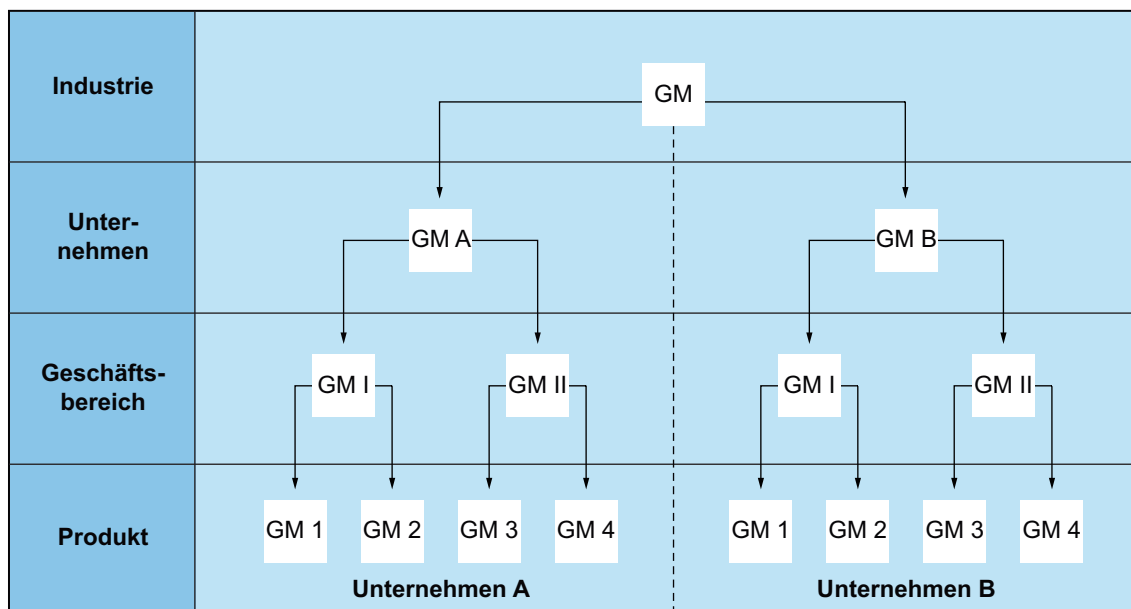 Industrie
GM
Unter-
nehmen
GM A
GM B
Geschäfts-
bereich
GM I
GM II
GM I
GM II
Produkt
GM 1
GM 2
GM 3
GM 4
GM 1
GM 2
GM 3
GM 4
Unternehmen A
Unternehmen B